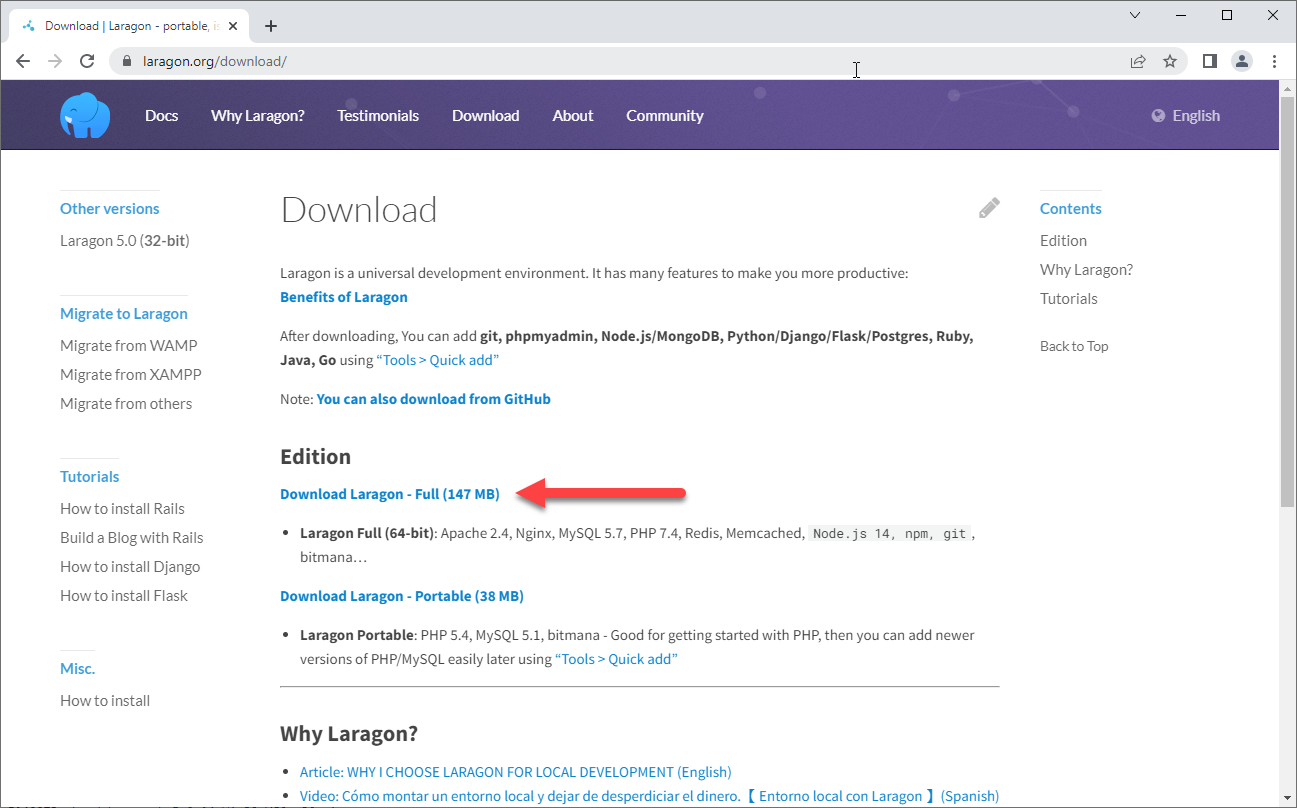 Download | Laragon - portable, is
laragon.org/download/
Docs Why Laragon? Testimonials Download About Community English
Other versions
Laragon 5.0 (32-bit)
Migrate to Laragon
Migrate from WAMP
Migrate from XAMPP
Migrate from others
Tutorials
How to install Rails
Build a Blog with Rails
How to install Django
How to install Flask
Misc.
How to install
Download
Laragon is a universal development environment. It has many features to make you more productive:
Benefits of Laragon
After downloading, You can add git, phpmyadmin, Node.js/MongoDB, Python/Django/Flask/Postgres, Ruby,
Java, Go using “Tools > Quick add”
Note: You can also download from GitHub
Edition
Download Laragon - Full (147 MB)
• Laragon Full (64-bit): Apache 2.4, Nginx, MySQL 5.7, PHP 7.4, Redis, Memcached, Node.js 14, npm, git,
bitmana…
Download Laragon - Portable (38 MB)
• Laragon Portable: PHP 5.4, MySQL 5.1, bitmana - Good for getting started with PHP, then you can add newer
versions of PHP/MySQL easily later using “Tools > Quick add”
Why Laragon?
• Article: WHY I CHOOSE LARAGON FOR LOCAL DEVELOPMENT (English)
• Video: Cómo montar un entorno local y dejar de desperdiciar el dinero.【 Entorno local con Laragon 】(Spanish)
Contents
Edition
Why Laragon?
Tutorials
Back to Top